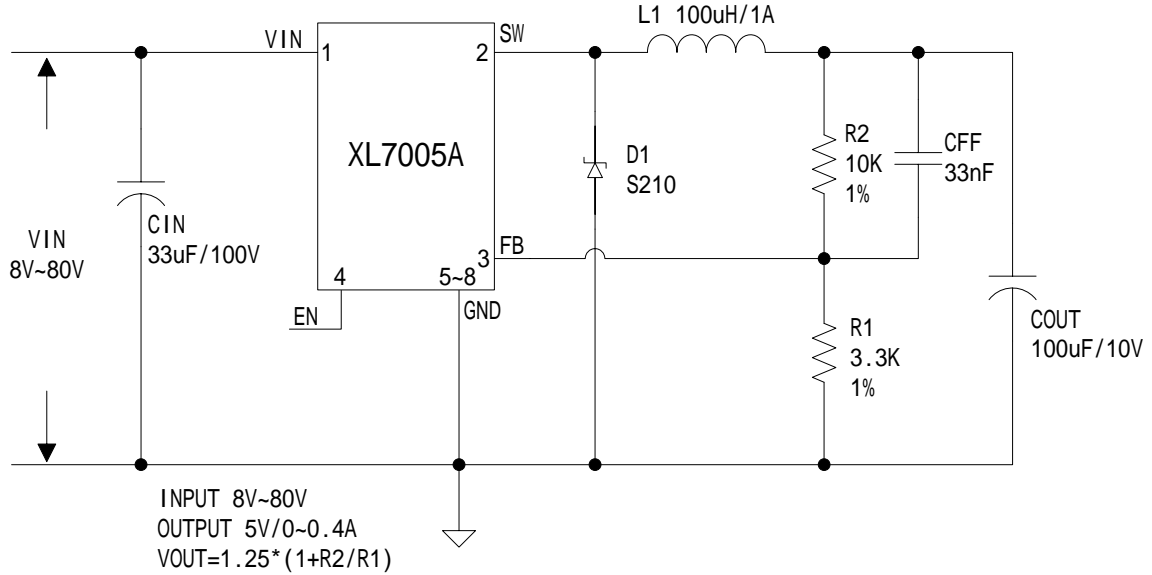 L1 100uH/1A
VIN
1
SW
2
XL7005A
R2
10K
1%
CFF
33nF
D1
S210
CIN
33uF/100V
VIN
8V~80V
FB
3
4
5~8
EN
GND
R1
3.3K
1%
COUT
100uF/10V
INPUT 8V~80V
OUTPUT 5V/0~0.4A
VOUT=1.25*(1+R2/R1)